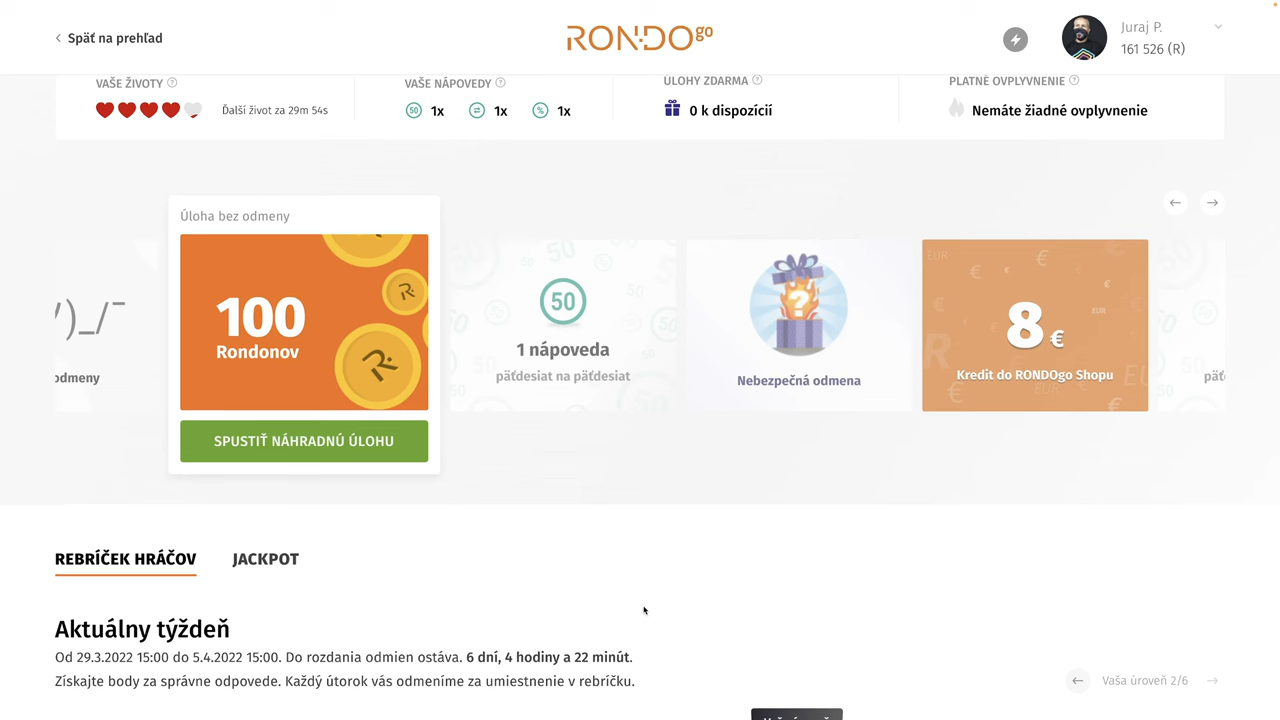 Späť na prehľad
RONDOgo
Juraj P.
161 526 (R)
VAŠE ŽIVOTY
VAŠE NÁPOVEDY
ÚLOHY ZDARMA
PLATNÉ OVPLYVNENIE
Ďalší život za 29m 54s
50 1x
1x
% 1x
0 k dispozícií
Nemáte žiadné ovplyvnenie
Úloha bez odmeny
100
Rondonov
SPUSTIŤ NÁHRADNÚ ÚLOHU
50
1 nápoveda
päťdesiat na päťdesiat
Nebezpečná odmena
8 €
Kredit do RONDOgo Shopu
REBRÍČEK HRÁČOV
JACKPOT
Aktuálny týždeň
Od 29.3.2022 15:00 do 5.4.2022 15:00. Do rozdania odmien ostáva. 6 dní, 4 hodiny a 22 minút.
Získajte body za správne odpovede. Každý útorok vás odmeníme za umiestnenie v rebríčku.
Vaša úroveň 2/6